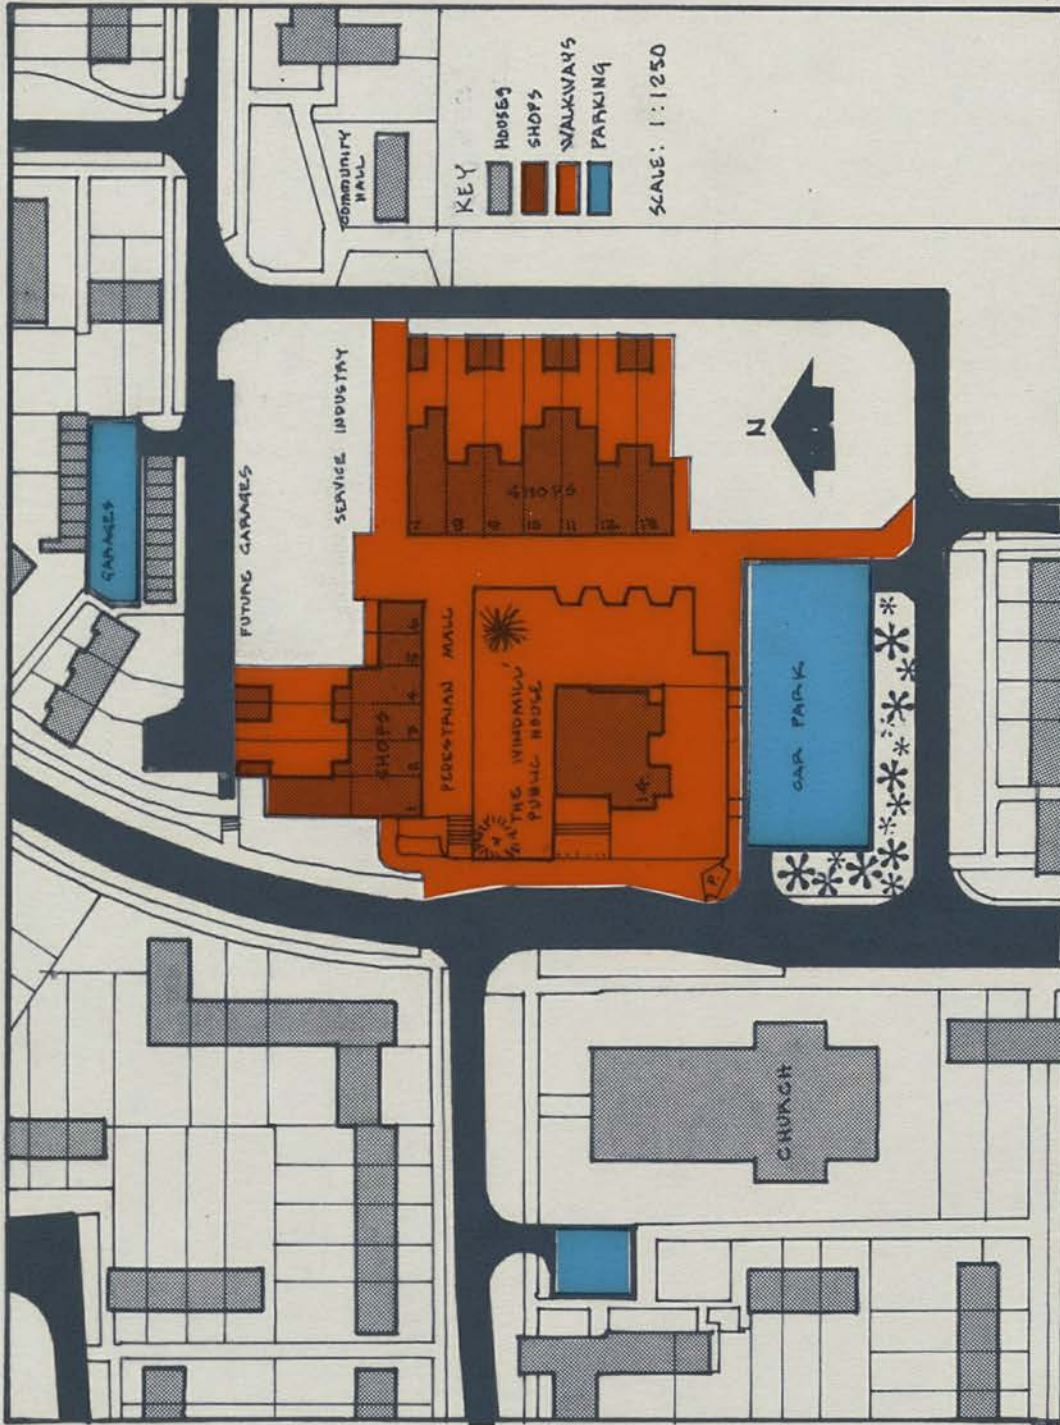 KEY
HOUSES
SHOPS
WALKWAYS
PARKING
SCALE: 1:1250
COMMUNITY
HALL
GARAGES
FUTURE GARAGES
SERVICE INDUSTRY
SHOPS
1 2 3 4 5 6
PEDESTRIAN MALL
'THE WINDMILL'
PUBLIC HOUSE
14
SHOPS
7
8
9
10
11
12
13
N
P.
CAR PARK
CHURCH